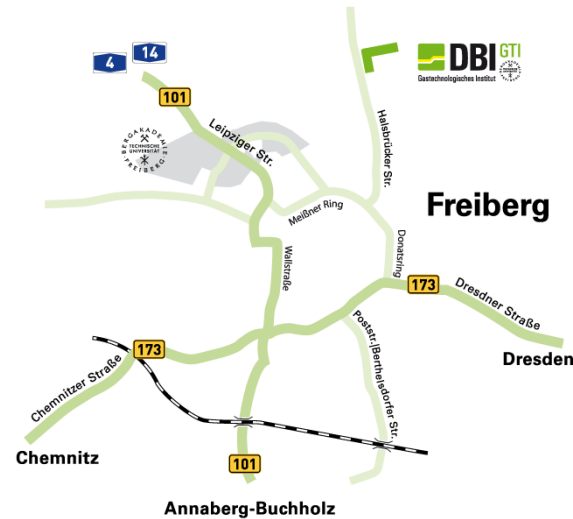 4
14
DBI GTI
Gastechnologisches Institut
101
Leipziger Str.
BERGAKADEMIE
TECHNISCHE
UNIVERSITÄT
FREIBERG
Halsbrücker Str.
Freiberg
Meißner Ring
Donatsring
Wallstraße
173
Dresdner Straße
Dresden
Poststr.|Berthelsdorfer Str.
173
Chemnitzer Straße
Chemnitz
101
Annaberg-Buchholz